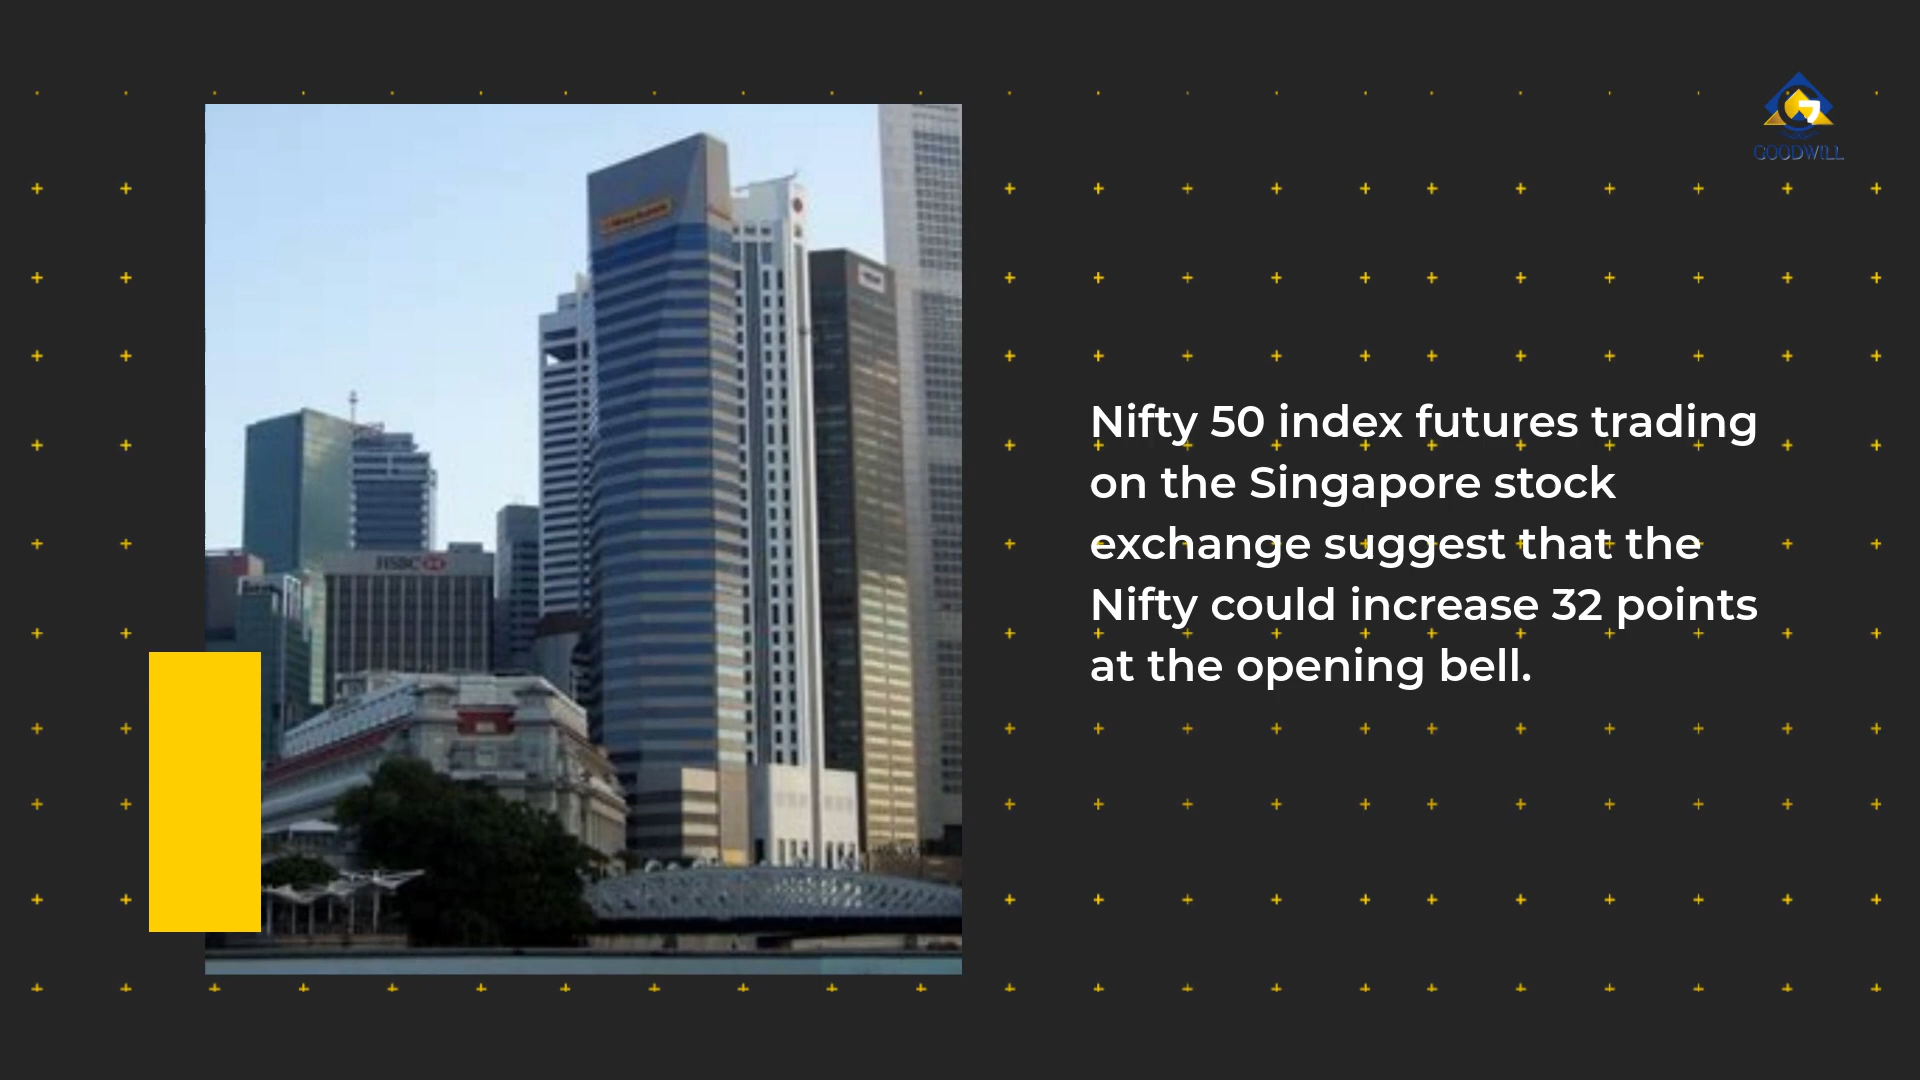 GOODWILL
Nifty 50 index futures trading
on the Singapore stock
exchange suggest that the
Nifty could increase 32 points
at the opening bell.
HSBC